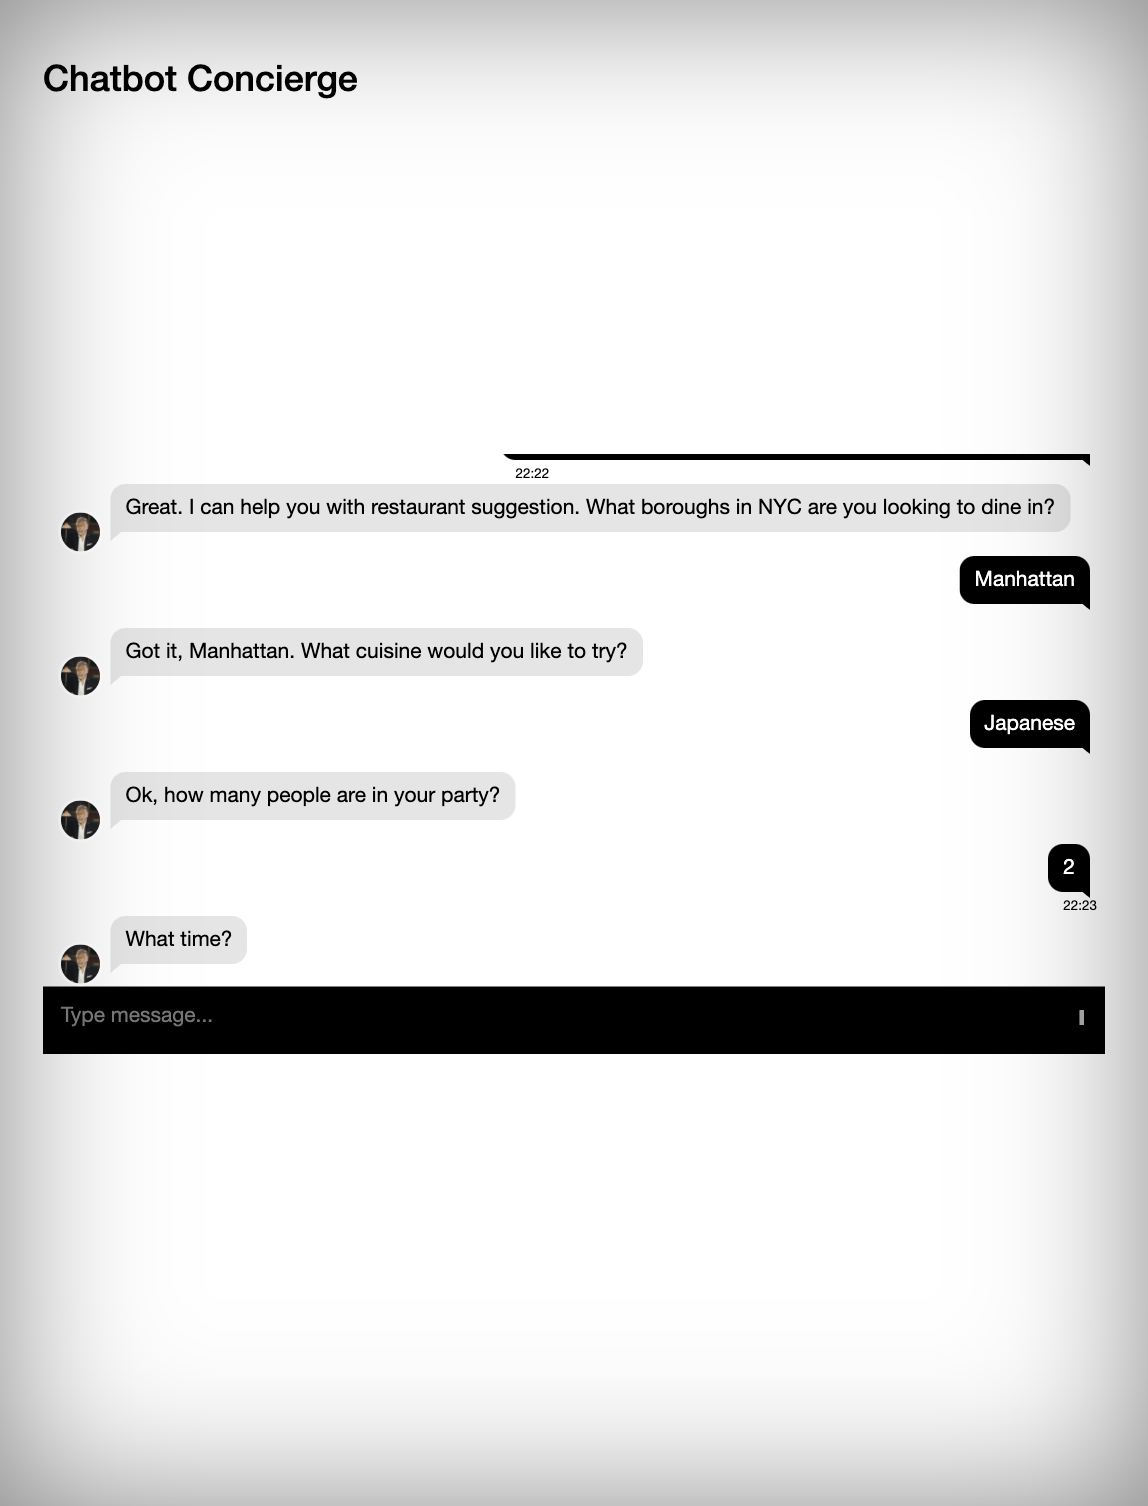 Chatbot Concierge
22:22
Great. I can help you with restaurant suggestion. What boroughs in NYC are you looking to dine in?
Manhattan
Got it, Manhattan. What cuisine would you like to try?
Japanese
Ok, how many people are in your party?
2
22:23
What time?
Type message...